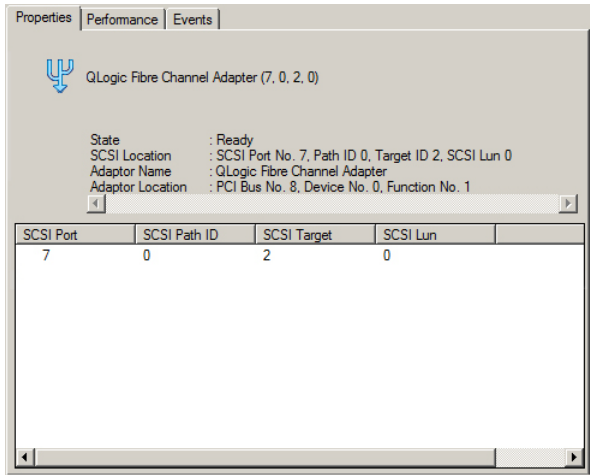 Properties Performance Events
QLogic Fibre Channel Adapter (7, 0, 2, 0)
State : Ready
SCSI Location : SCSI Port No. 7, Path ID 0, Target ID 2, SCSI Lun 0
Adaptor Name : QLogic Fibre Channel Adapter
Adaptor Location : PCI Bus No. 8, Device No. 0, Function No. 1
SCSI Port SCSI Path ID SCSI Target SCSI Lun
7 0 2 0